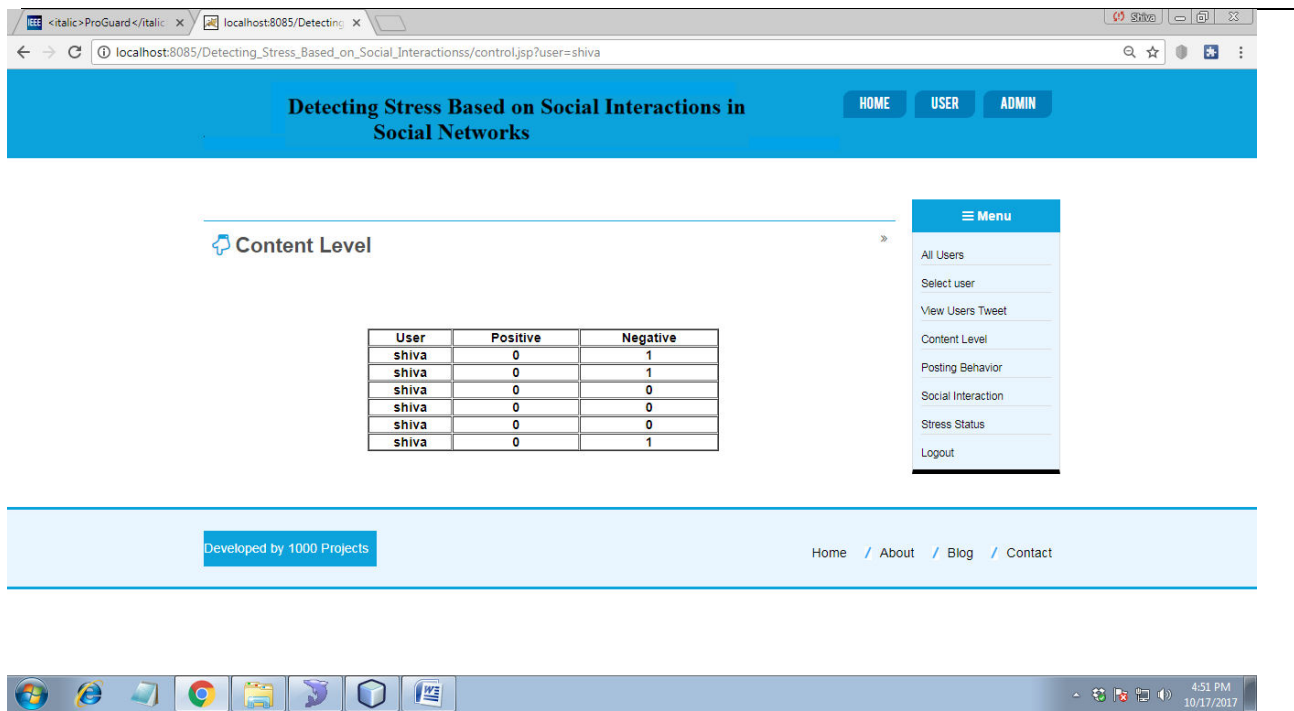 IEEE <italic>ProGuard</italic x
localhost:8085/Detecting x
Shiva
localhost:8085/Detecting_Stress_Based_on_Social_Interactionss/control.jsp?user=shiva
Detecting Stress Based on Social Interactions in
Social Networks
HOME USER ADMIN
☰ Menu
Content Level »
All Users
Select user
View Users Tweet
Content Level
Posting Behavior
Social Interaction
Stress Status
Logout
User Positive Negative
shiva 0 1
shiva 0 1
shiva 0 0
shiva 0 0
shiva 0 0
shiva 0 1
Developed by 1000 Projects
Home / About / Blog / Contact
4:51 PM
10/17/2017